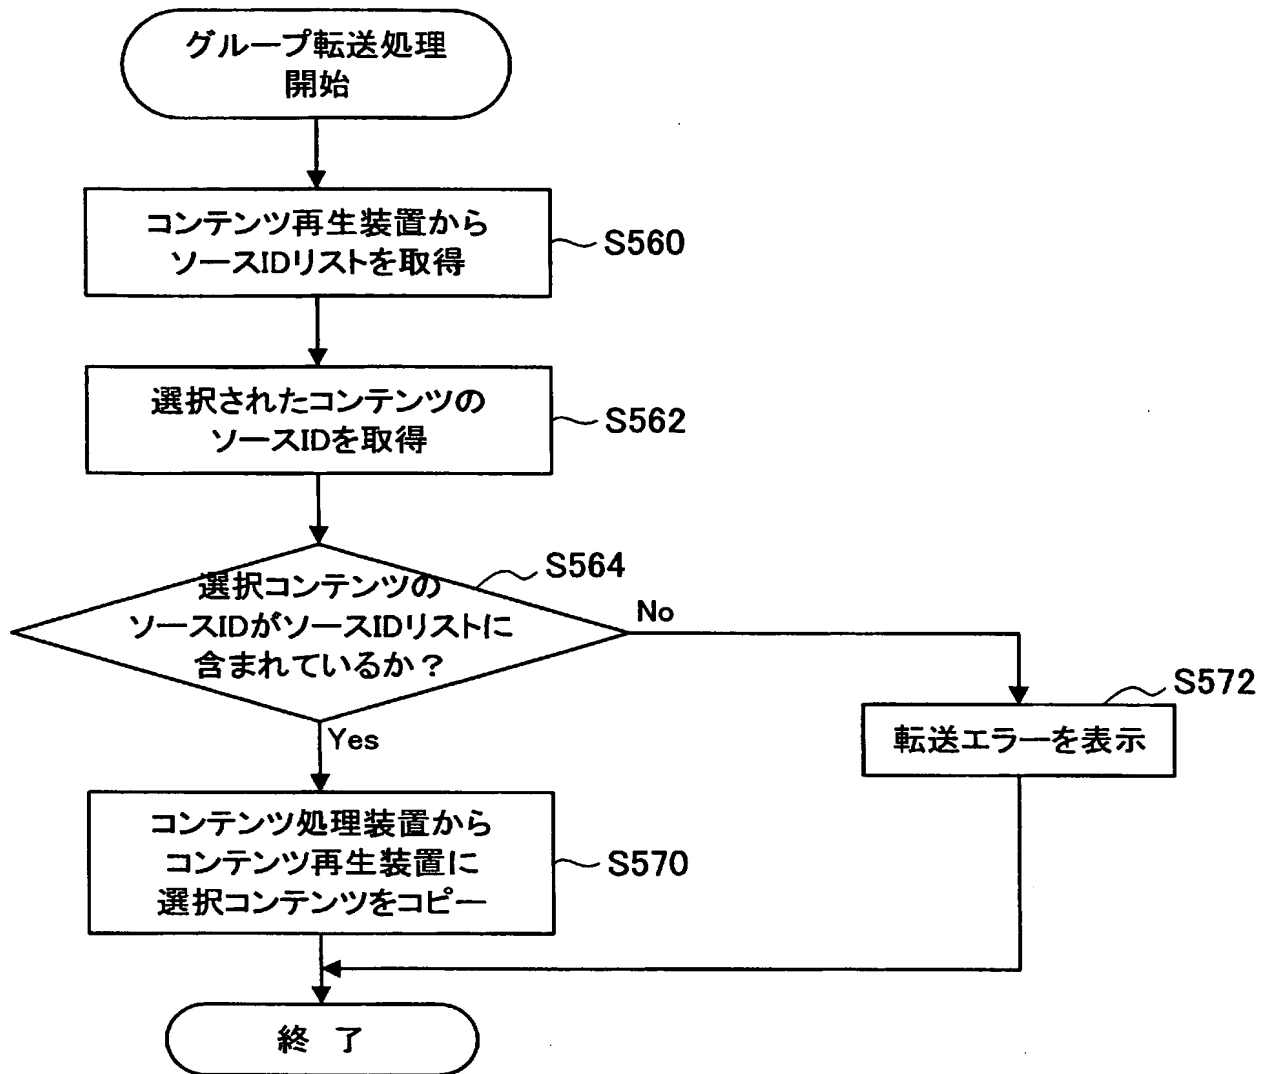 グループ転送処理
開始
コンテンツ再生装置から
ソースIDリストを取得
S560
選択されたコンテンツの
ソースIDを取得
S562
S564
選択コンテンツの
ソースIDがソースIDリストに
含まれているか?
No
Yes
S572
転送エラーを表示
コンテンツ処理装置から
コンテンツ再生装置に
選択コンテンツをコピー
S570
終 了